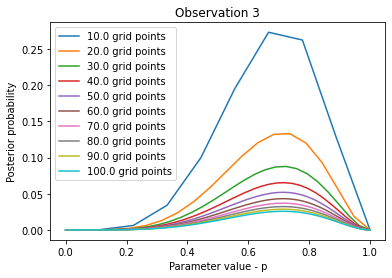 Observation 3
Posterior probability
0.25
0.20
0.15
0.10
0.05
0.00
10.0 grid points
20.0 grid points
30.0 grid points
40.0 grid points
50.0 grid points
60.0 grid points
70.0 grid points
80.0 grid points
90.0 grid points
100.0 grid points
0.0 0.2 0.4 0.6 0.8 1.0
Parameter value - p